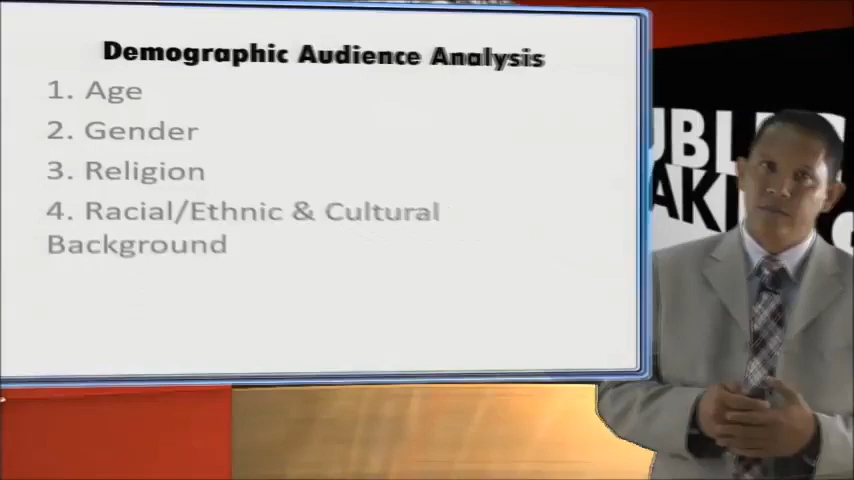 Demographic Audience Analysis
1. Age
2. Gender
3. Religion
4. Racial/Ethnic & Cultural
Background